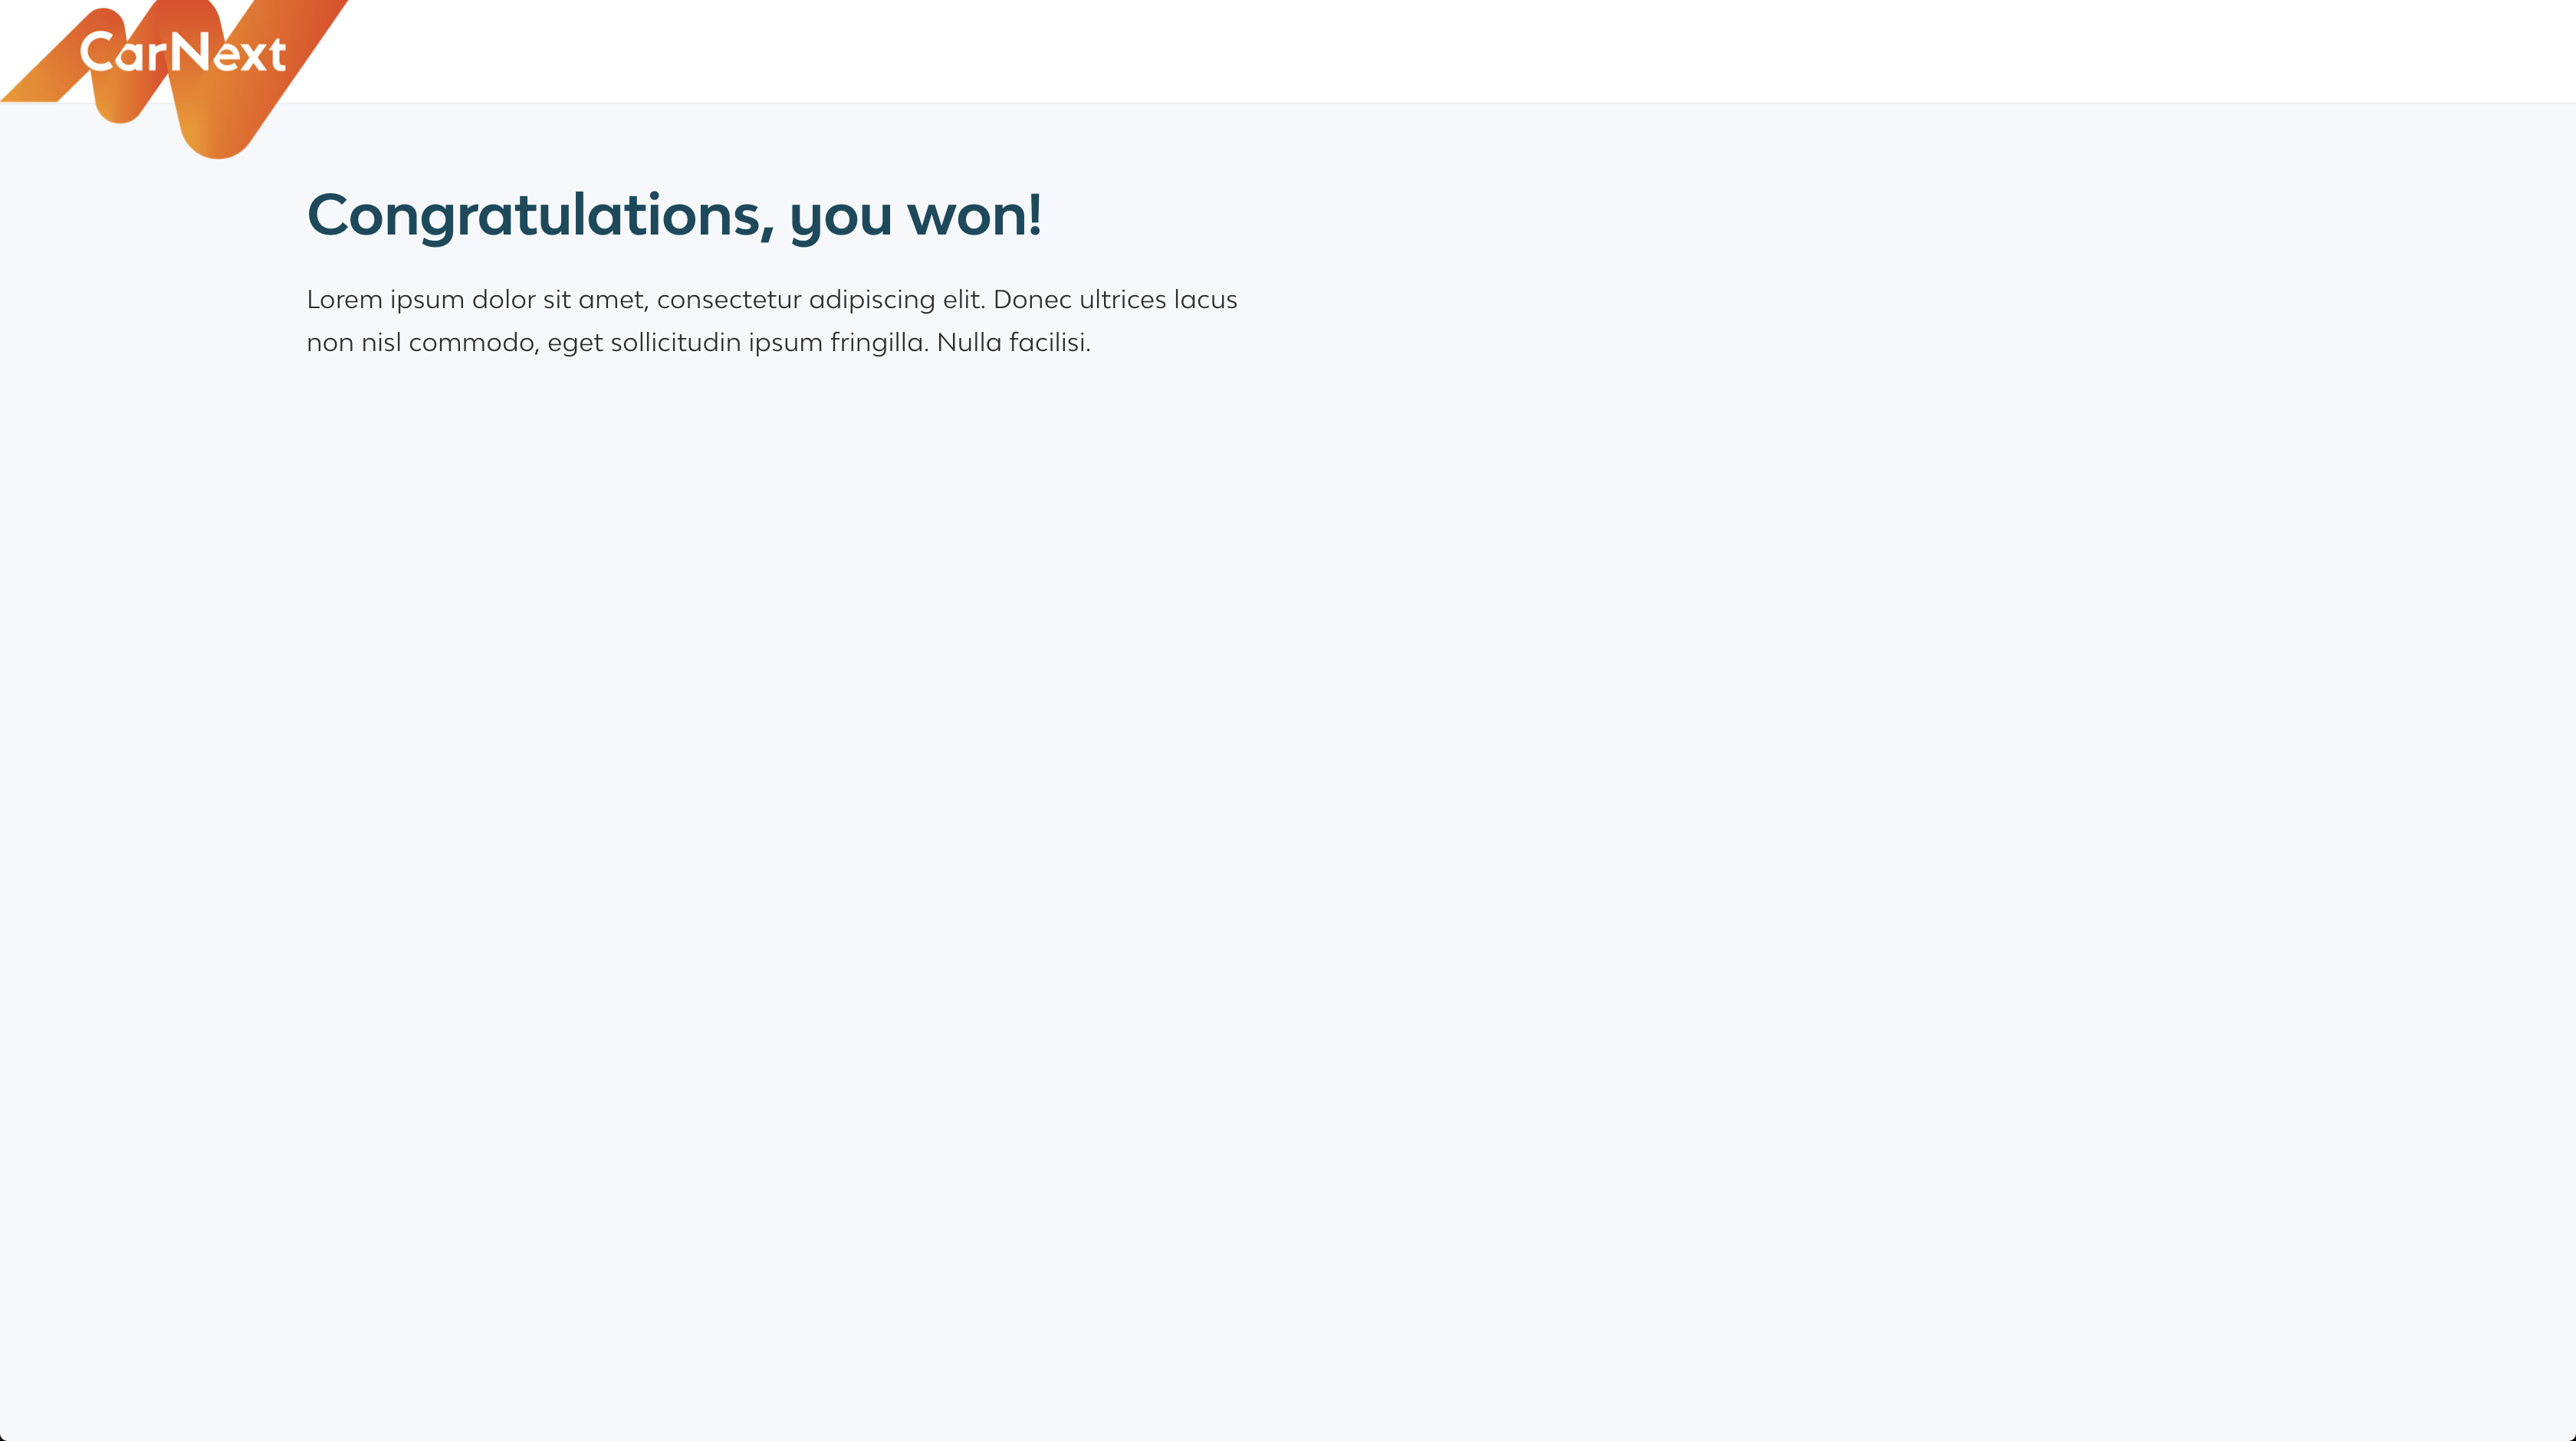 CarNext
Congratulations, you won!
Lorem ipsum dolor sit amet, consectetur adipiscing elit. Donec ultrices lacus
non nisl commodo, eget sollicitudin ipsum fringilla. Nulla facilisi.